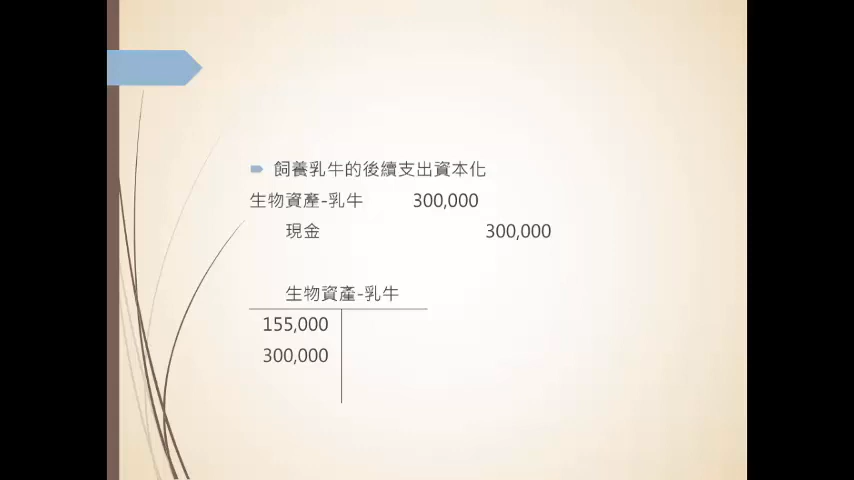 飼養乳牛的後續支出資本化
生物資產-乳牛 300,000
現金 300,000
生物資產-乳牛
155,000
300,000